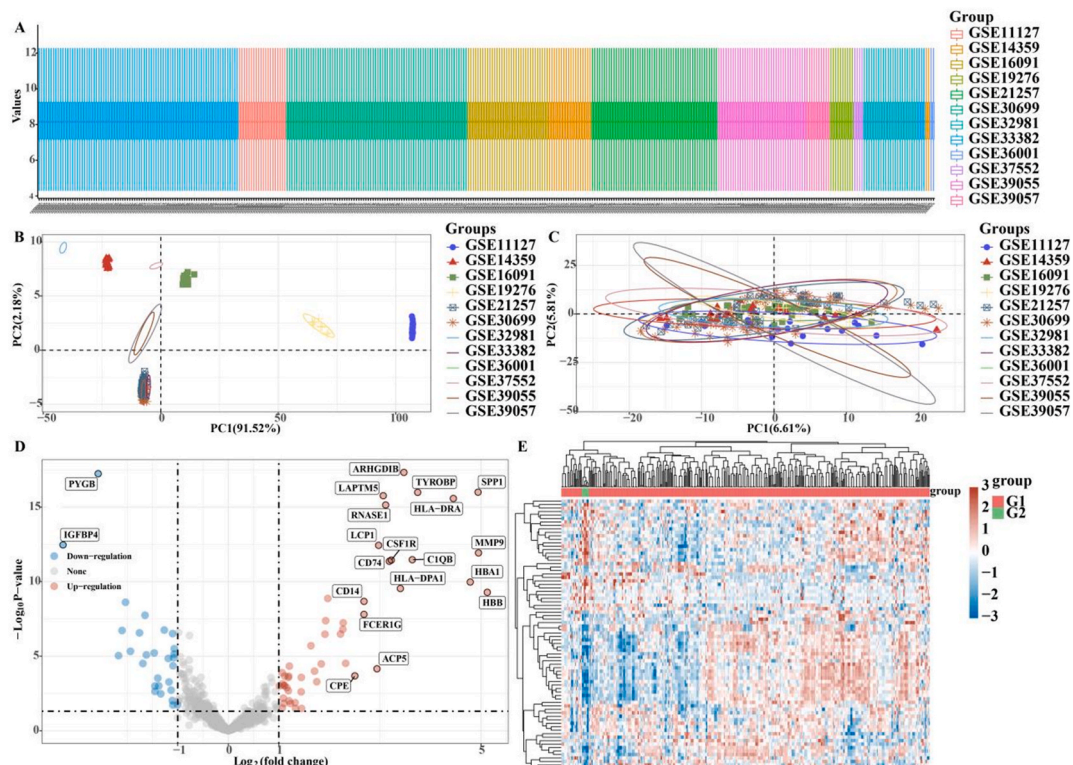 A
Values
12
10
8
6
4
Group
GSE11127
GSE14359
GSE16091
GSE19276
GSE21257
GSE30699
GSE32981
GSE33382
GSE36001
GSE37552
GSE39055
GSE39057
B
PC2(2.18%)
10
5
0
−5
−50
0
50
100
PC1(91.52%)
Groups
GSE11127
GSE14359
GSE16091
GSE19276
GSE21257
GSE30699
GSE32981
GSE33382
GSE36001
GSE37552
GSE39055
GSE39057
C
PC2(5.81%)
25
0
−25
−50
−20
−10
0
10
20
PC1(6.61%)
Groups
GSE11127
GSE14359
GSE16091
GSE19276
GSE21257
GSE30699
GSE32981
GSE33382
GSE36001
GSE37552
GSE39055
GSE39057
D
−Log10P−value
15
10
5
0
PYGB
IGFBP4
Down−regulation
None
Up−regulation
ARHGDIB
LAPTM5
TYROBP
SPP1
RNASE1
HLA−DRA
LCP1
CSF1R
MMP9
CD74
C1QB
HLA−DPA1
HBA1
CD14
HBB
FCER1G
ACP5
CPE
−1
0
1
5
Log2(fold change)
E
group
3
2
1
0
−1
−2
−3
group
G1
G2